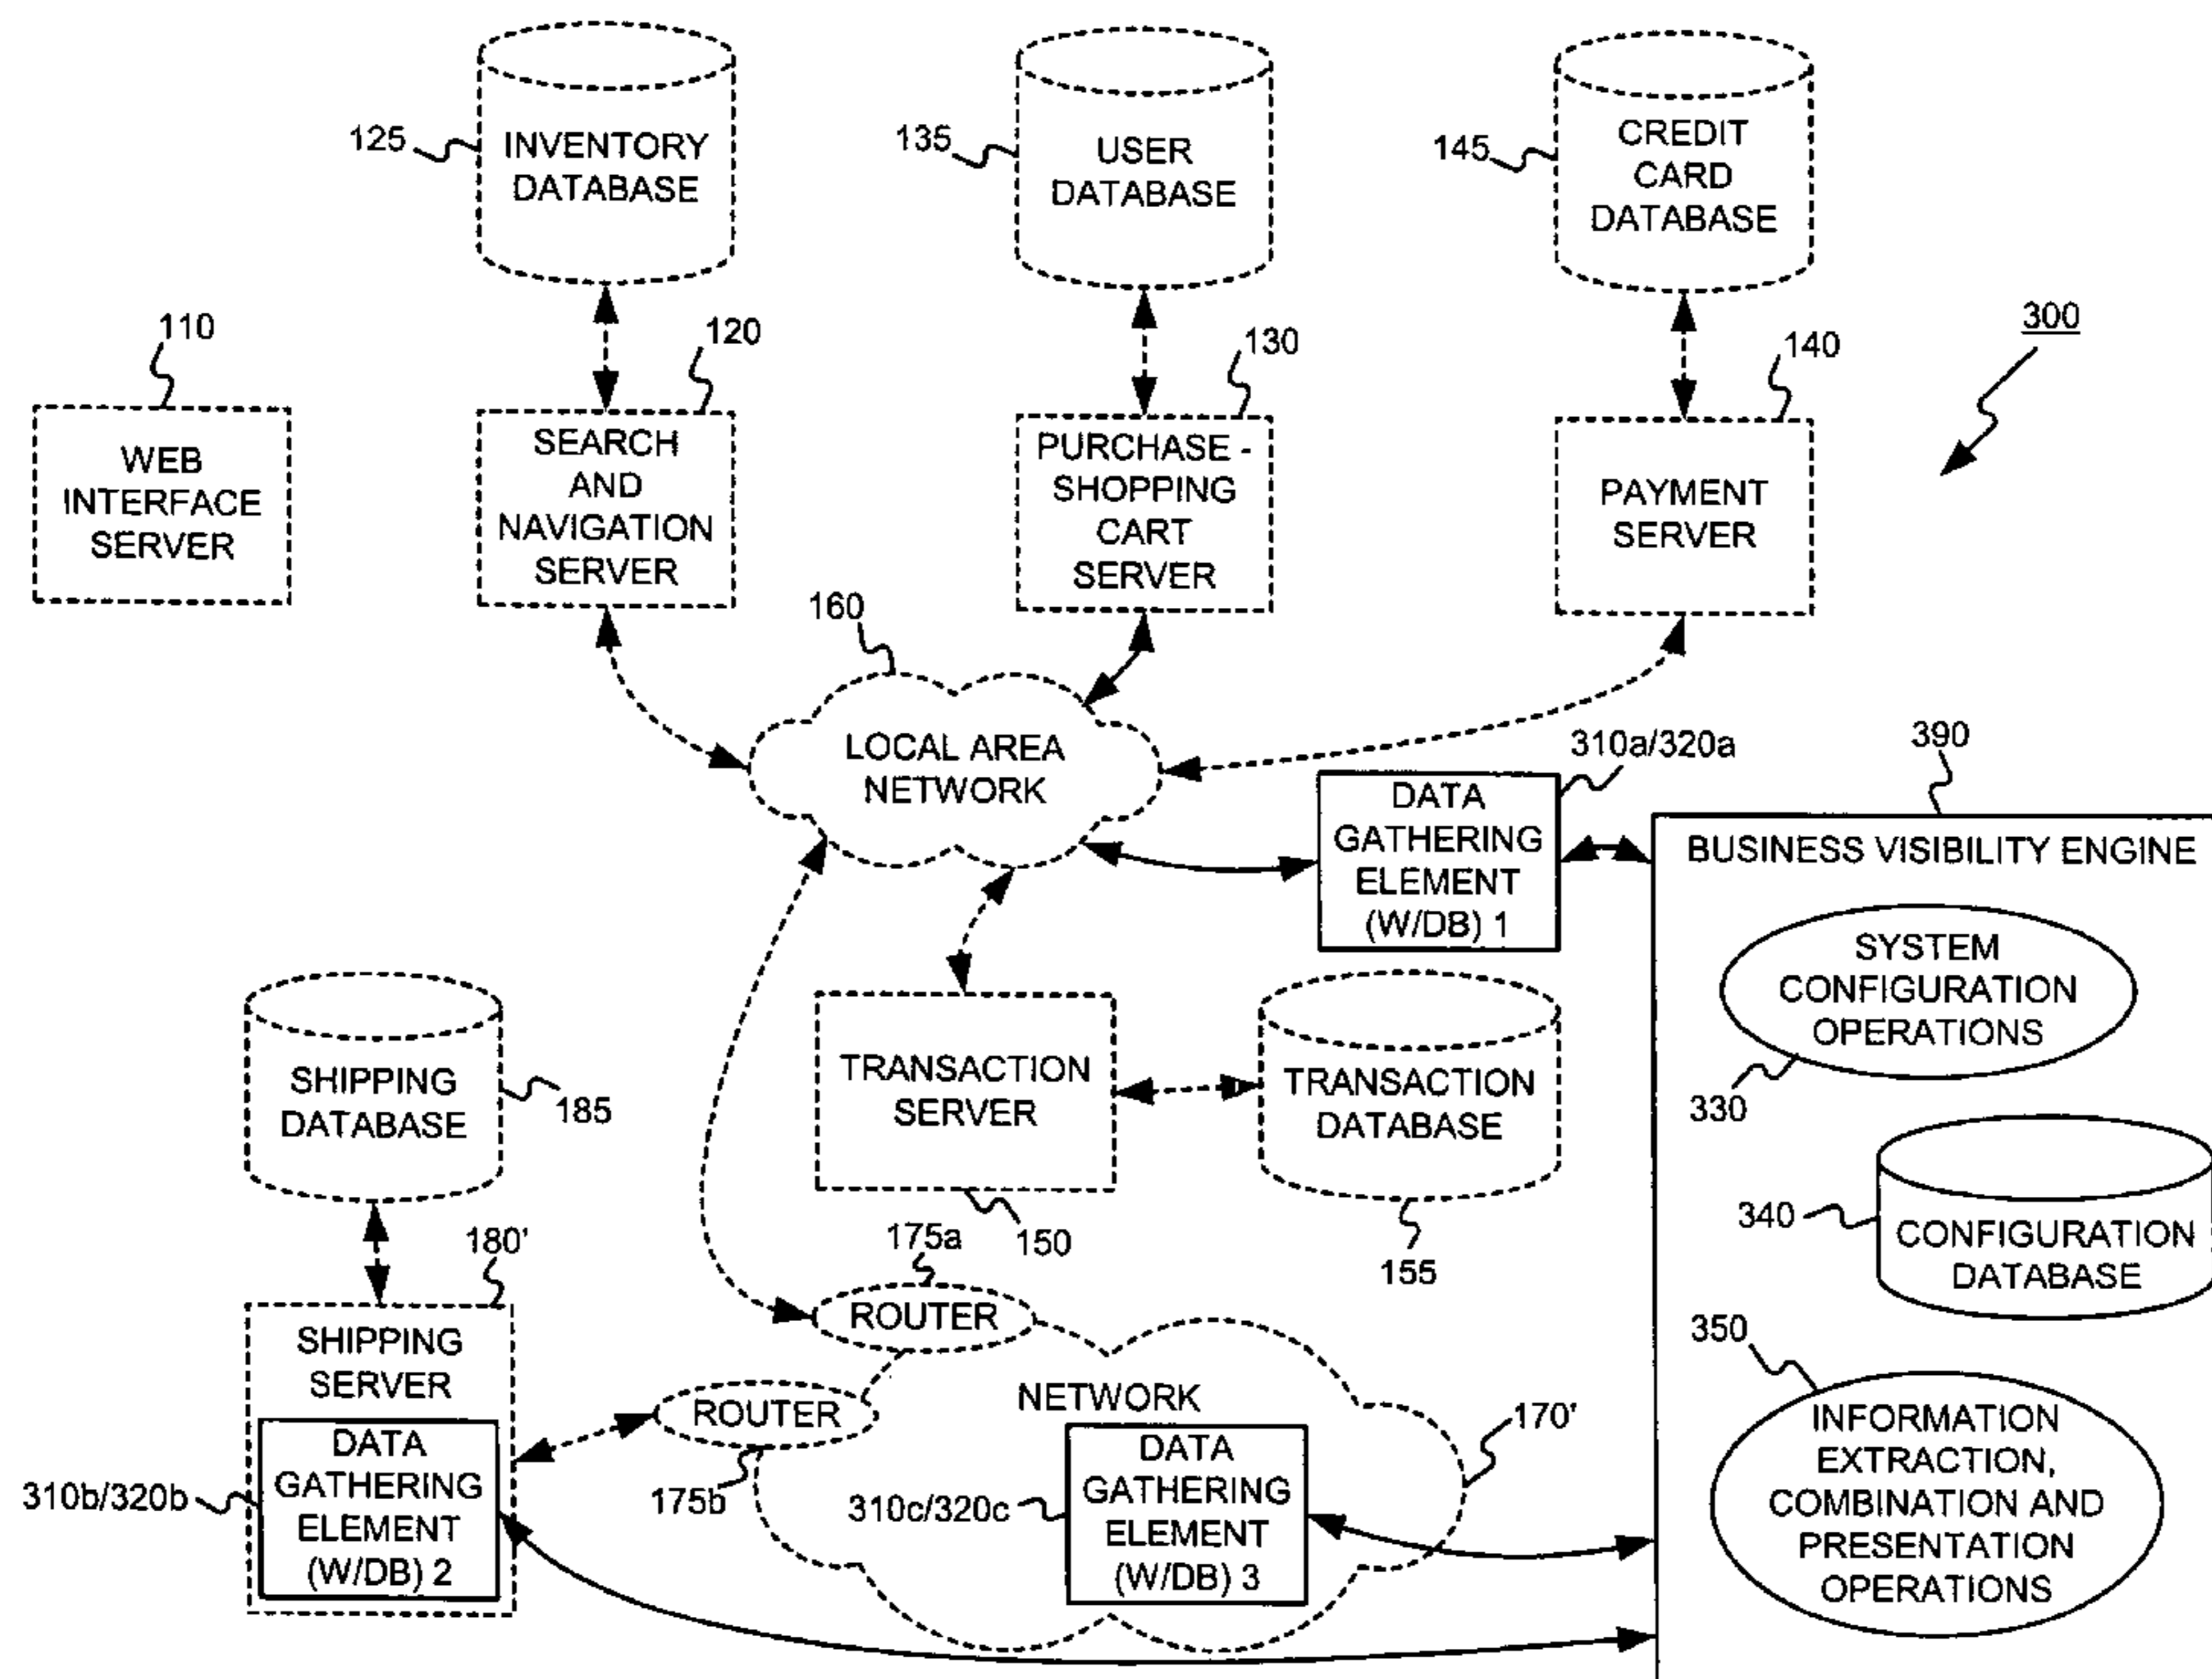 125
INVENTORY
DATABASE
135
USER
DATABASE
145
CREDIT
CARD
DATABASE
110
120
130
140
300
WEB
INTERFACE
SERVER
SEARCH
AND
NAVIGATION
SERVER
PURCHASE -
SHOPPING
CART
SERVER
PAYMENT
SERVER
160
LOCAL AREA
NETWORK
310a/320a
390
DATA
GATHERING
ELEMENT
(W/DB) 1
BUSINESS VISIBILITY ENGINE
SYSTEM
CONFIGURATION
OPERATIONS
330
SHIPPING
DATABASE
185
TRANSACTION
SERVER
150
TRANSACTION
DATABASE
155
340
CONFIGURATION
DATABASE
180'
175a
ROUTER
SHIPPING
SERVER
DATA
GATHERING
ELEMENT
(W/DB) 2
310b/320b
ROUTER
175b
NETWORK
170'
310c/320c
DATA
GATHERING
ELEMENT
(W/DB) 3
350
INFORMATION
EXTRACTION,
COMBINATION AND
PRESENTATION
OPERATIONS